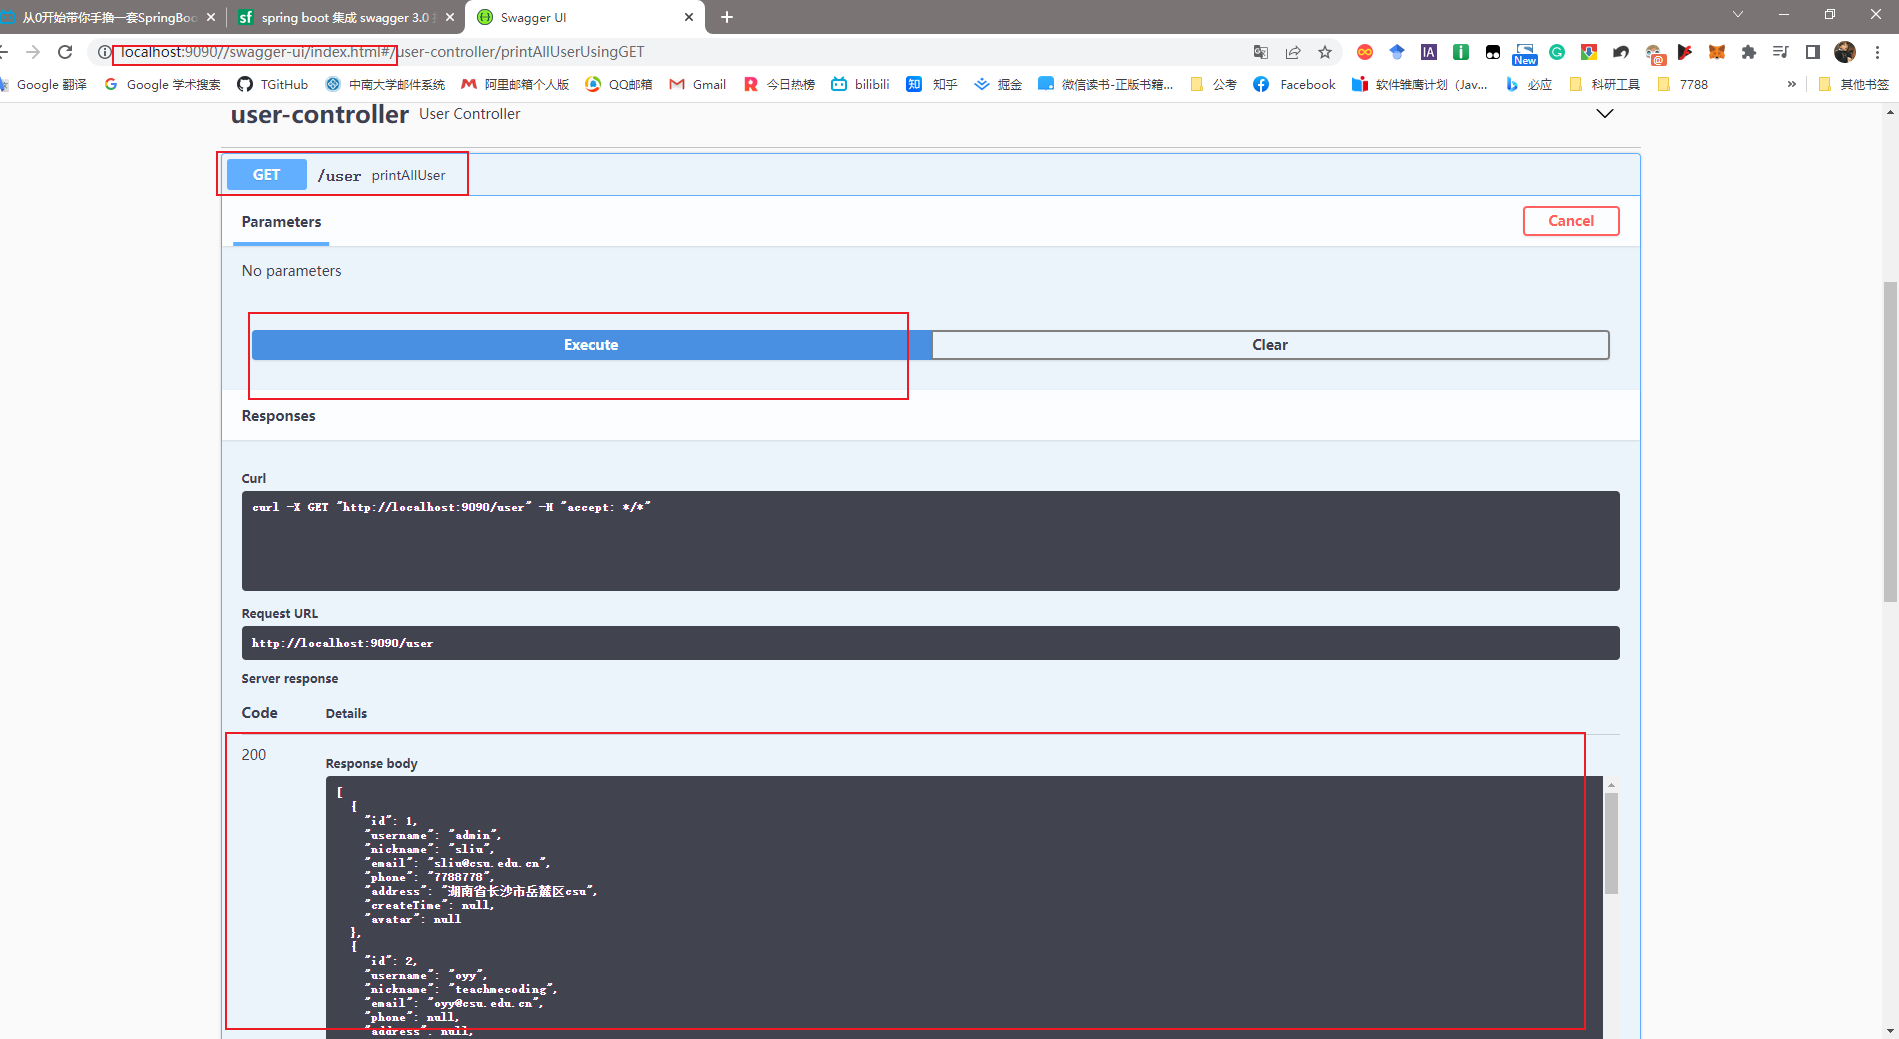 从0开始带你手撸一套SpringBoo
spring boot 集成 swagger 3.0
Swagger UI
localhost:9090//swagger-ui/index.html#/user-controller/printAllUserUsingGET
New
Google 翻译
Google 学术搜索
TGitHub
中南大学邮件系统
阿里邮箱个人版
QQ邮箱
Gmail
今日热榜
bilibili
知乎
掘金
微信读书-正版书籍...
公考
Facebook
软件雏鹰计划（Jav...
必应
科研工具
7788
»
其他书签
user-controller User Controller
GET /user printAllUser
Parameters
Cancel
No parameters
Execute
Clear
Responses
Curl
curl -X GET "http://localhost:9090/user" -H "accept: */*"
Request URL
http://localhost:9090/user
Server response
Code Details
200
Response body
[
{
"id": 1,
"username": "admin",
"nickname": "sliu",
"email": "sliu@csu.edu.cn",
"phone": "7788778",
"address": "湖南省长沙市岳麓区csu",
"createTime": null,
"avatar": null
},
{
"id": 2,
"username": "oyy",
"nickname": "teachmecoding",
"email": "oyy@csu.edu.cn",
"phone": null,
"address": null,